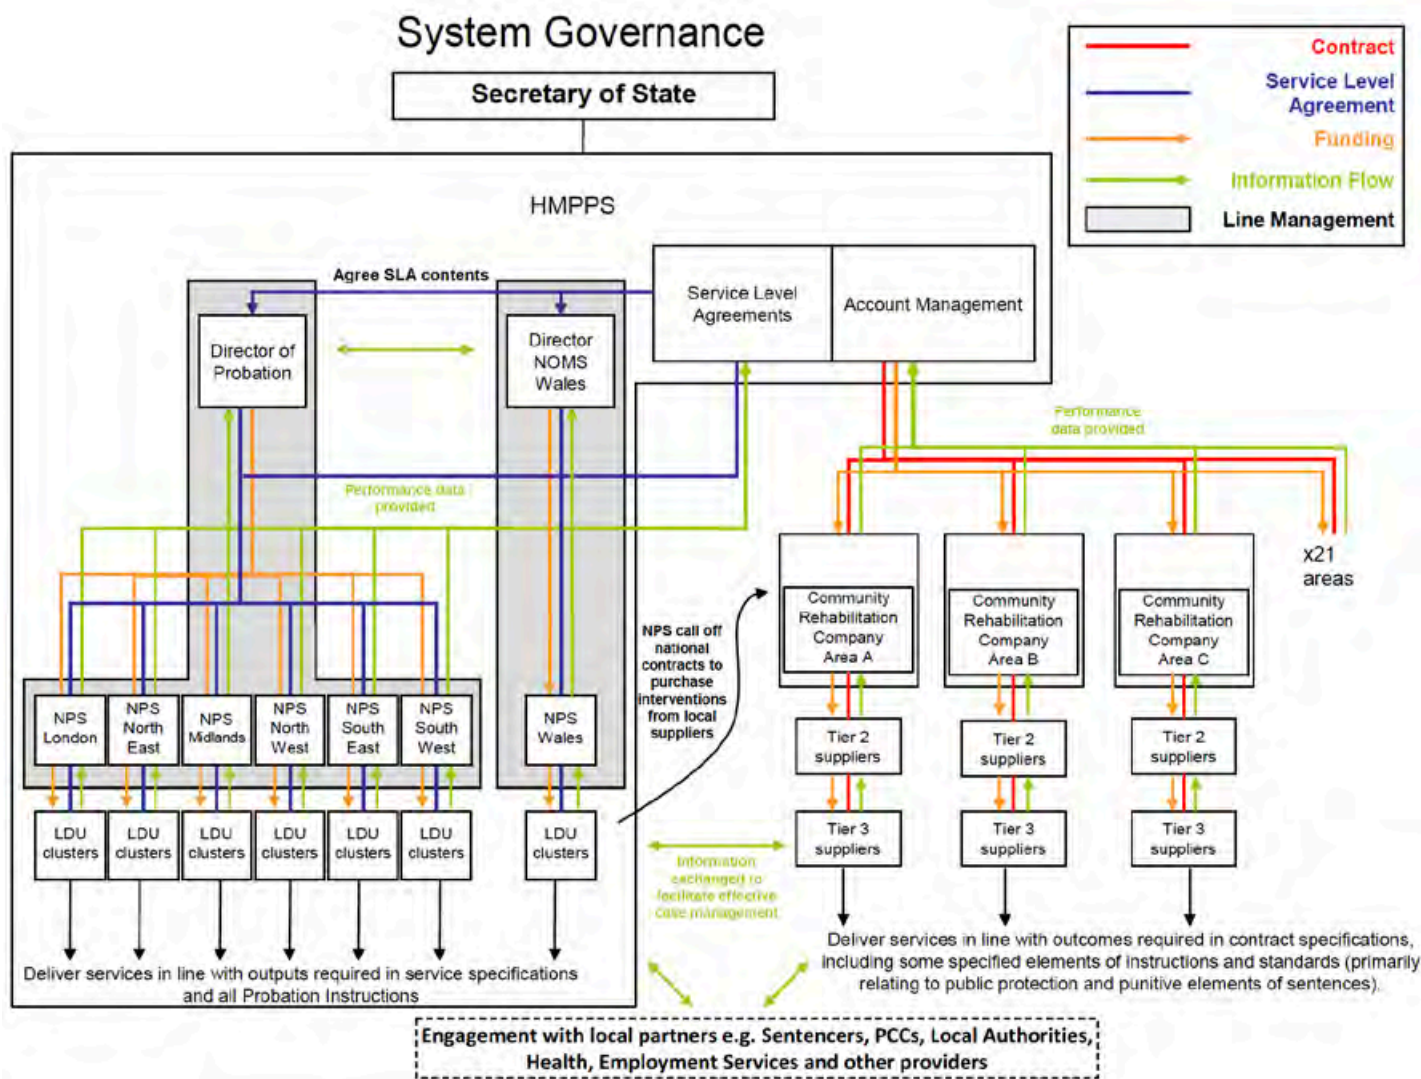 System Governance
Secretary of State
Contract
Service Level
Agreement
Funding
Information Flow
Line Management
HMPPS
Agree SLA contents
Service Level
Agreements
Account Management
Director of
Probation
Director
NOMS
Wales
Performance
data provided
Performance data
provided
x21
areas
Community
Rehabilitation
Company
Area A
Community
Rehabilitation
Company
Area B
Community
Rehabilitation
Company
Area C
NPS call off
national
contracts to
purchase
interventions
from local
suppliers
NPS
London
NPS
North
East
NPS
Midlands
NPS
North
West
NPS
South
East
NPS
South
West
NPS
Wales
Tier 2
suppliers
Tier 2
suppliers
Tier 2
suppliers
LDU
clusters
LDU
clusters
LDU
clusters
LDU
clusters
LDU
clusters
LDU
clusters
LDU
clusters
Tier 3
suppliers
Tier 3
suppliers
Tier 3
suppliers
Information
exchanged to
facilitate effective
case management
Deliver services in line with outputs required in service specifications
and all Probation Instructions
Deliver services in line with outcomes required in contract specifications,
including some specified elements of instructions and standards (primarily
relating to public protection and punitive elements of sentences).
Engagement with local partners e.g. Sentencers, PCCs, Local Authorities,
Health, Employment Services and other providers